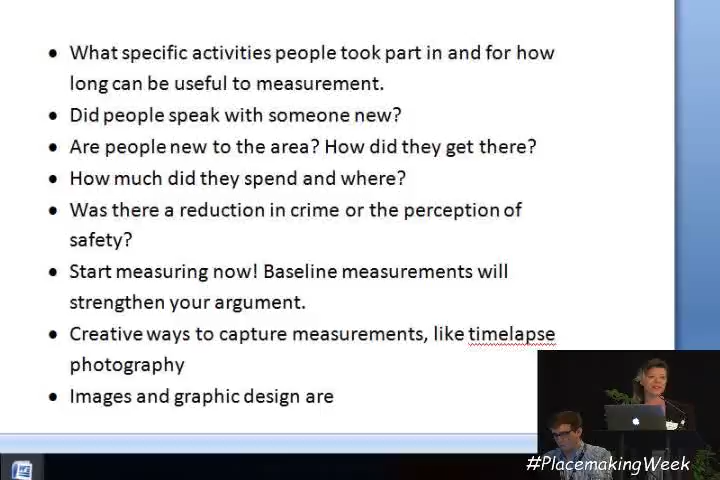 • What specific activities people took part in and for how
long can be useful to measurement.
• Did people speak with someone new?
• Are people new to the area? How did they get there?
• How much did they spend and where?
• Was there a reduction in crime or the perception of
safety?
• Start measuring now! Baseline measurements will
strengthen your argument.
• Creative ways to capture measurements, like timelapse
photography
• Images and graphic design are
#PlacemakingWeek